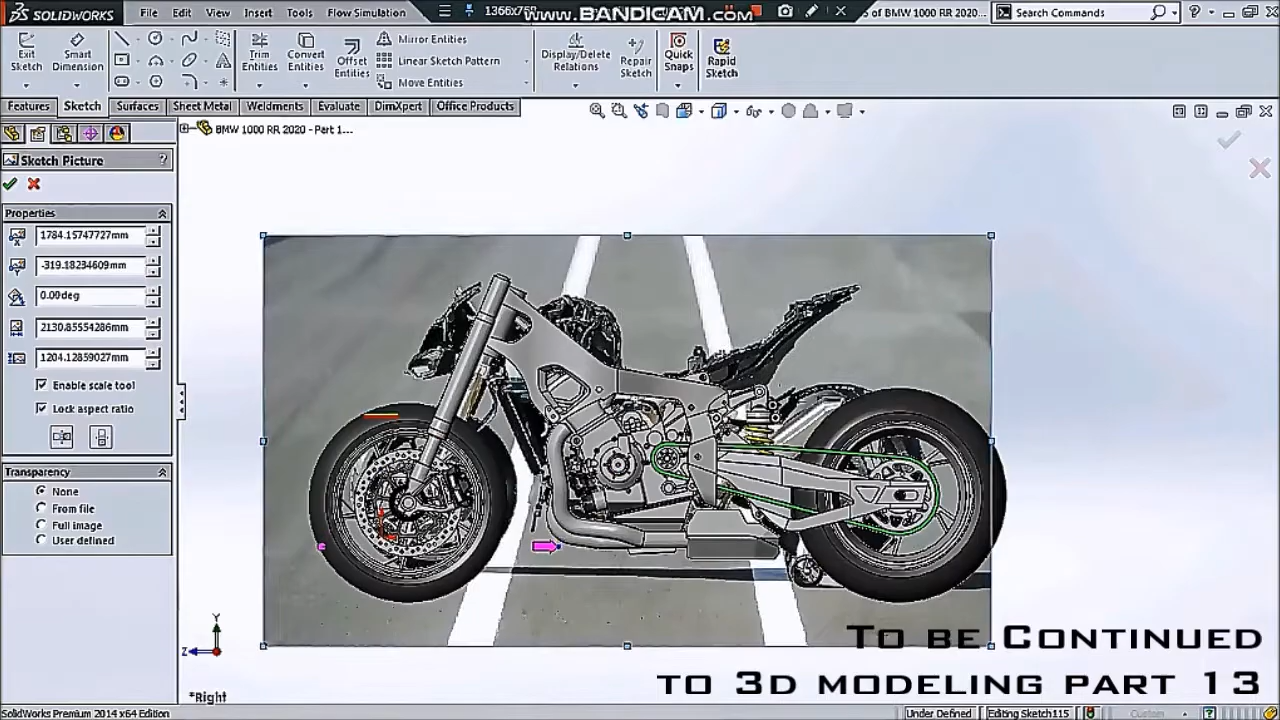 SOLIDWORKS File Edit View Insert Tools Flow Simulation 1366x768 www.BANDICAM.com s of BMW 1000 RR 2020... Search Commands ?
Exit Sketch
Smart Dimension
Trim Entities
Convert Entities
Offset Entities
Mirror Entities
Linear Sketch Pattern
Move Entities
Display/Delete Relations
Repair Sketch
Quick Snaps
Rapid Sketch
Features Sketch Surfaces Sheet Metal Weldments Evaluate DimXpert Office Products
BMW 1000 RR 2020 - Part 1...
Sketch Picture ?
Properties
1784.15747727mm
-319.18234609mm
0.00deg
2130.85554286mm
1204.12859027mm
Enable scale tool
Lock aspect ratio
Transparency
None
From file
Full image
User defined
Y
Z
*Right
To be Continued
to 3d modeling part 13
SolidWorks Premium 2014 x64 Edition Under Defined Editing Sketch115 Custom ?